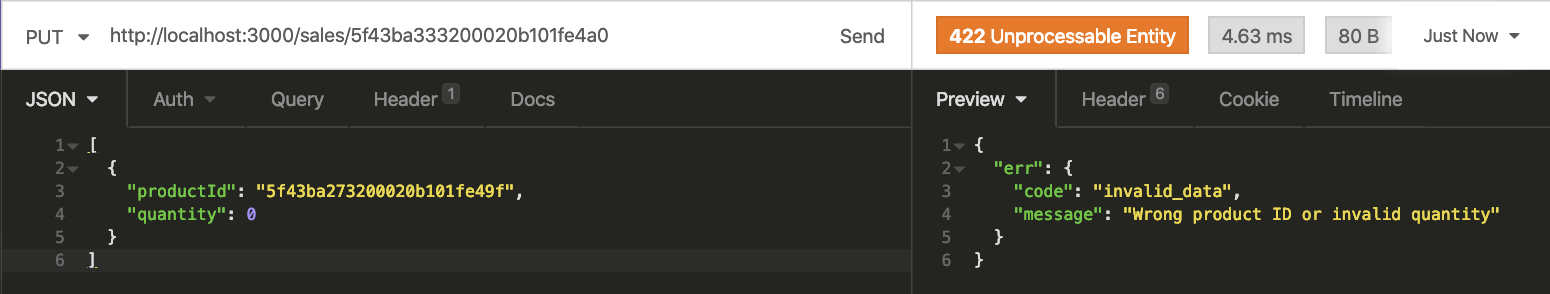 PUT http://localhost:3000/sales/5f43ba333200020b101fe4a0 Send
422 Unprocessable Entity 4.63 ms 80 B Just Now
JSON Auth Query Header 1 Docs
1 [
2 {
3 "productId": "5f43ba273200020b101fe49f",
4 "quantity": 0
5 }
6 ]
Preview Header 6 Cookie Timeline
1 {
2 "err": {
3 "code": "invalid_data",
4 "message": "Wrong product ID or invalid quantity"
5 }
6 }